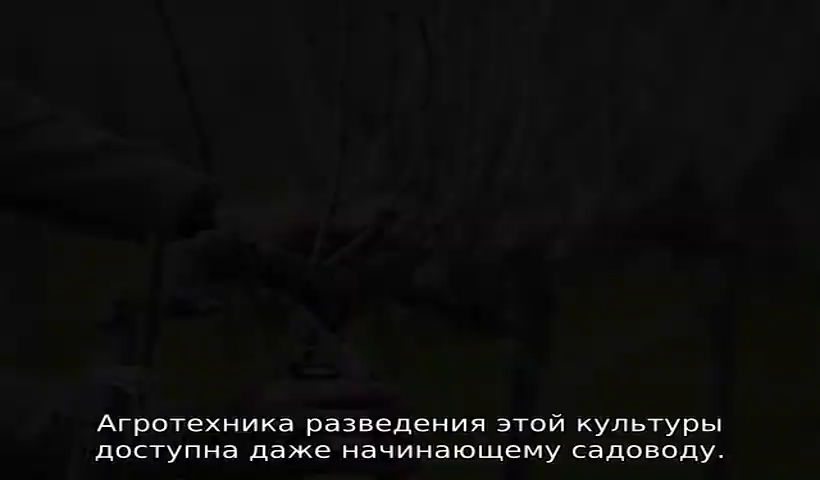 Агротехника разведения этой культуры
доступна даже начинающему садоводу.